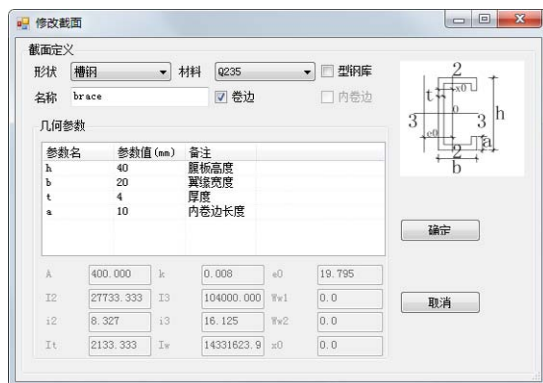 修改截面
截面定义
形状 槽钢 材料 Q235 型钢库
名称 brace 卷边 内卷边
几何参数
参数名 参数值(mm) 备注
h 40 腹板高度
b 20 翼缘宽度
t 4 厚度
a 10 内卷边长度
A 400.000 k 0.008 e0 19.795
I2 27733.333 I3 104000.000 Ww1 0.0
i2 8.327 i3 16.125 Ww2 0.0
It 2133.333 Iw 14331623.9 x0 0.0
2
t x0
3 0 3 h
e0 a
2
b
确定
取消